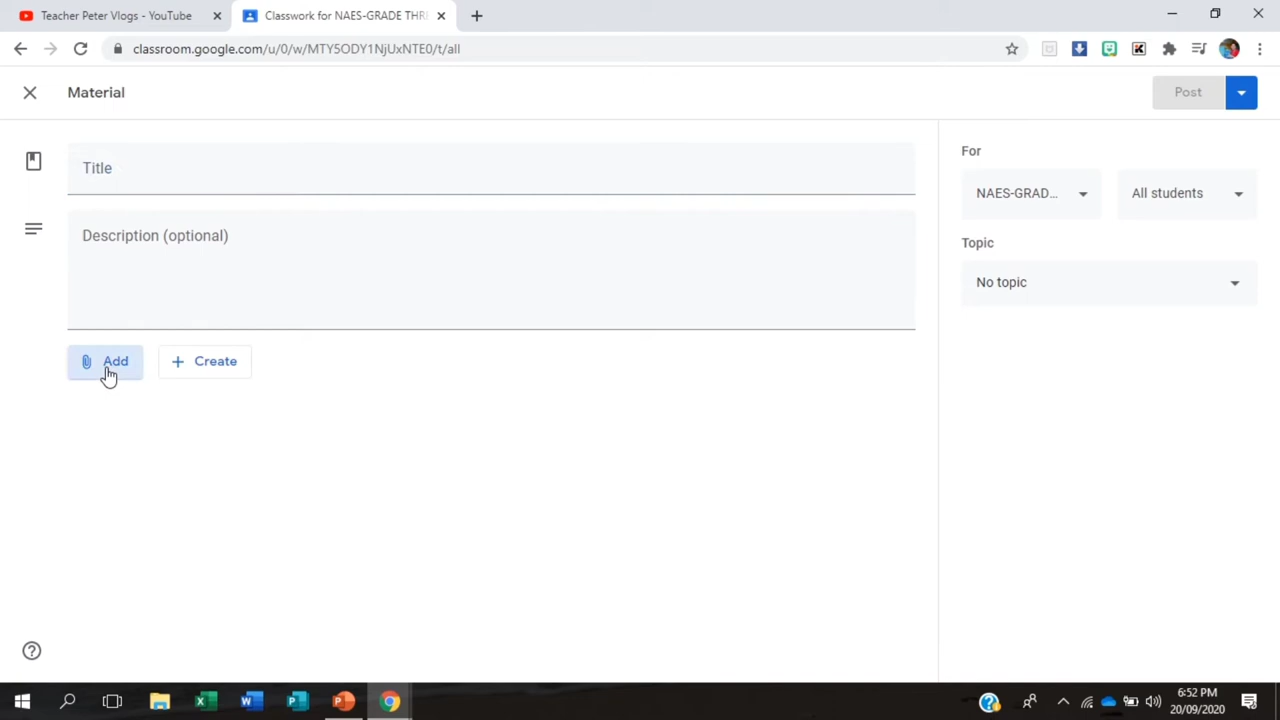 Teacher Peter Vlogs - YouTube
Classwork for NAES-GRADE THR
classroom.google.com/u/0/w/MTY5ODY1NjUxNTE0/t/all
Material
Post
Title
Description (optional)
Add
Create
For
NAES-GRAD...
All students
Topic
No topic
6:52 PM
20/09/2020